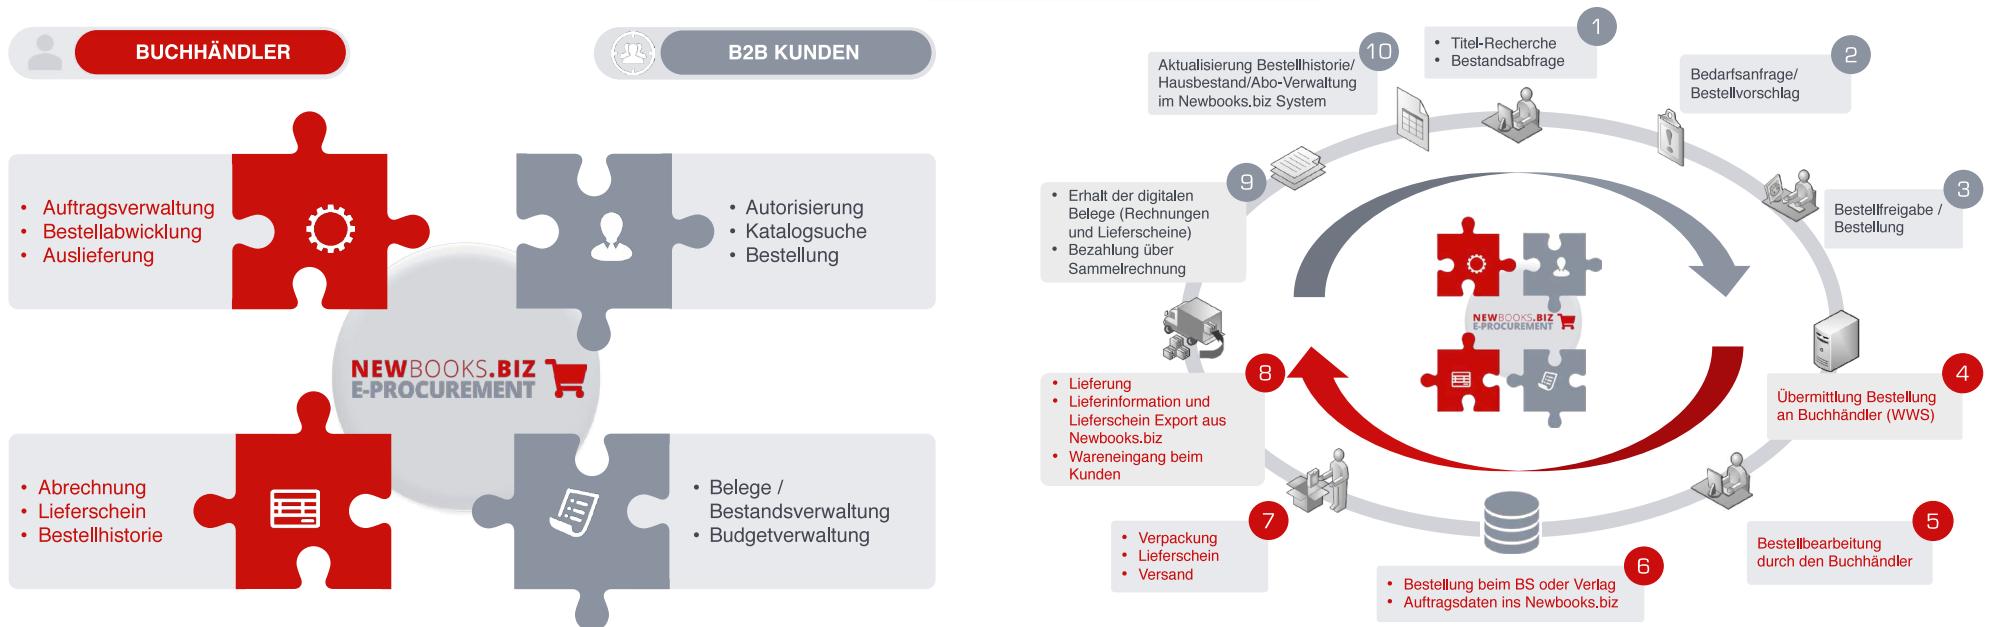 BUCHHÄNDLER
B2B KUNDEN
• Auftragsverwaltung
• Bestellabwicklung
• Auslieferung
• Autorisierung
• Katalogsuche
• Bestellung
NEWBOOKS.BIZ
E-PROCUREMENT
• Abrechnung
• Lieferschein
• Bestellhistorie
• Belege /
Bestandsverwaltung
• Budgetverwaltung
1
• Titel-Recherche
• Bestandsabfrage
2
Bedarfsanfrage/
Bestellvorschlag
3
Bestellfreigabe /
Bestellung
4
Übermittlung Bestellung
an Buchhändler (WWS)
5
Bestellbearbeitung
durch den Buchhändler
6
• Bestellung beim BS oder Verlag
• Auftragsdaten ins Newbooks.biz
7
• Verpackung
• Lieferschein
• Versand
8
• Lieferung
• Lieferinformation und
Lieferschein Export aus
Newbooks.biz
• Wareneingang beim
Kunden
9
• Erhalt der digitalen
Belege (Rechnungen
und Lieferscheine)
• Bezahlung über
Sammelrechnung
10
Aktualisierung Bestellhistorie/
Hausbestand/Abo-Verwaltung
im Newbooks.biz System
NEWBOOKS.BIZ
E-PROCUREMENT